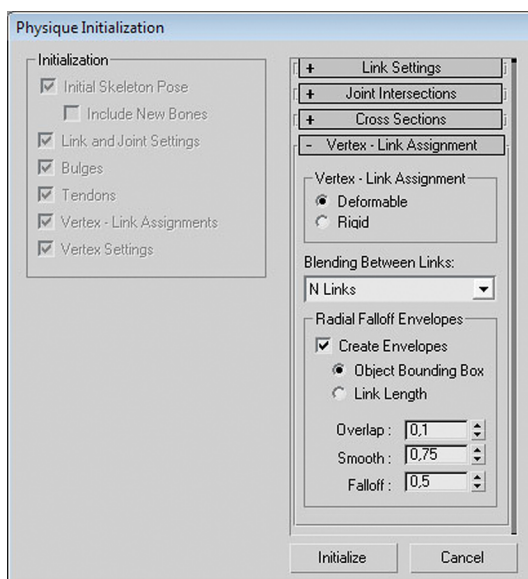 Physique Initialization
Initialization
Initial Skeleton Pose
Include New Bones
Link and Joint Settings
Bulges
Tendons
Vertex - Link Assignments
Vertex Settings
+ Link Settings
+ Joint Intersections
+ Cross Sections
- Vertex - Link Assignment
Vertex - Link Assignment
Deformable
Rigid
Blending Between Links:
N Links
Radial Falloff Envelopes
Create Envelopes
Object Bounding Box
Link Length
Overlap : 0,1
Smooth : 0,75
Falloff : 0,5
Initialize Cancel